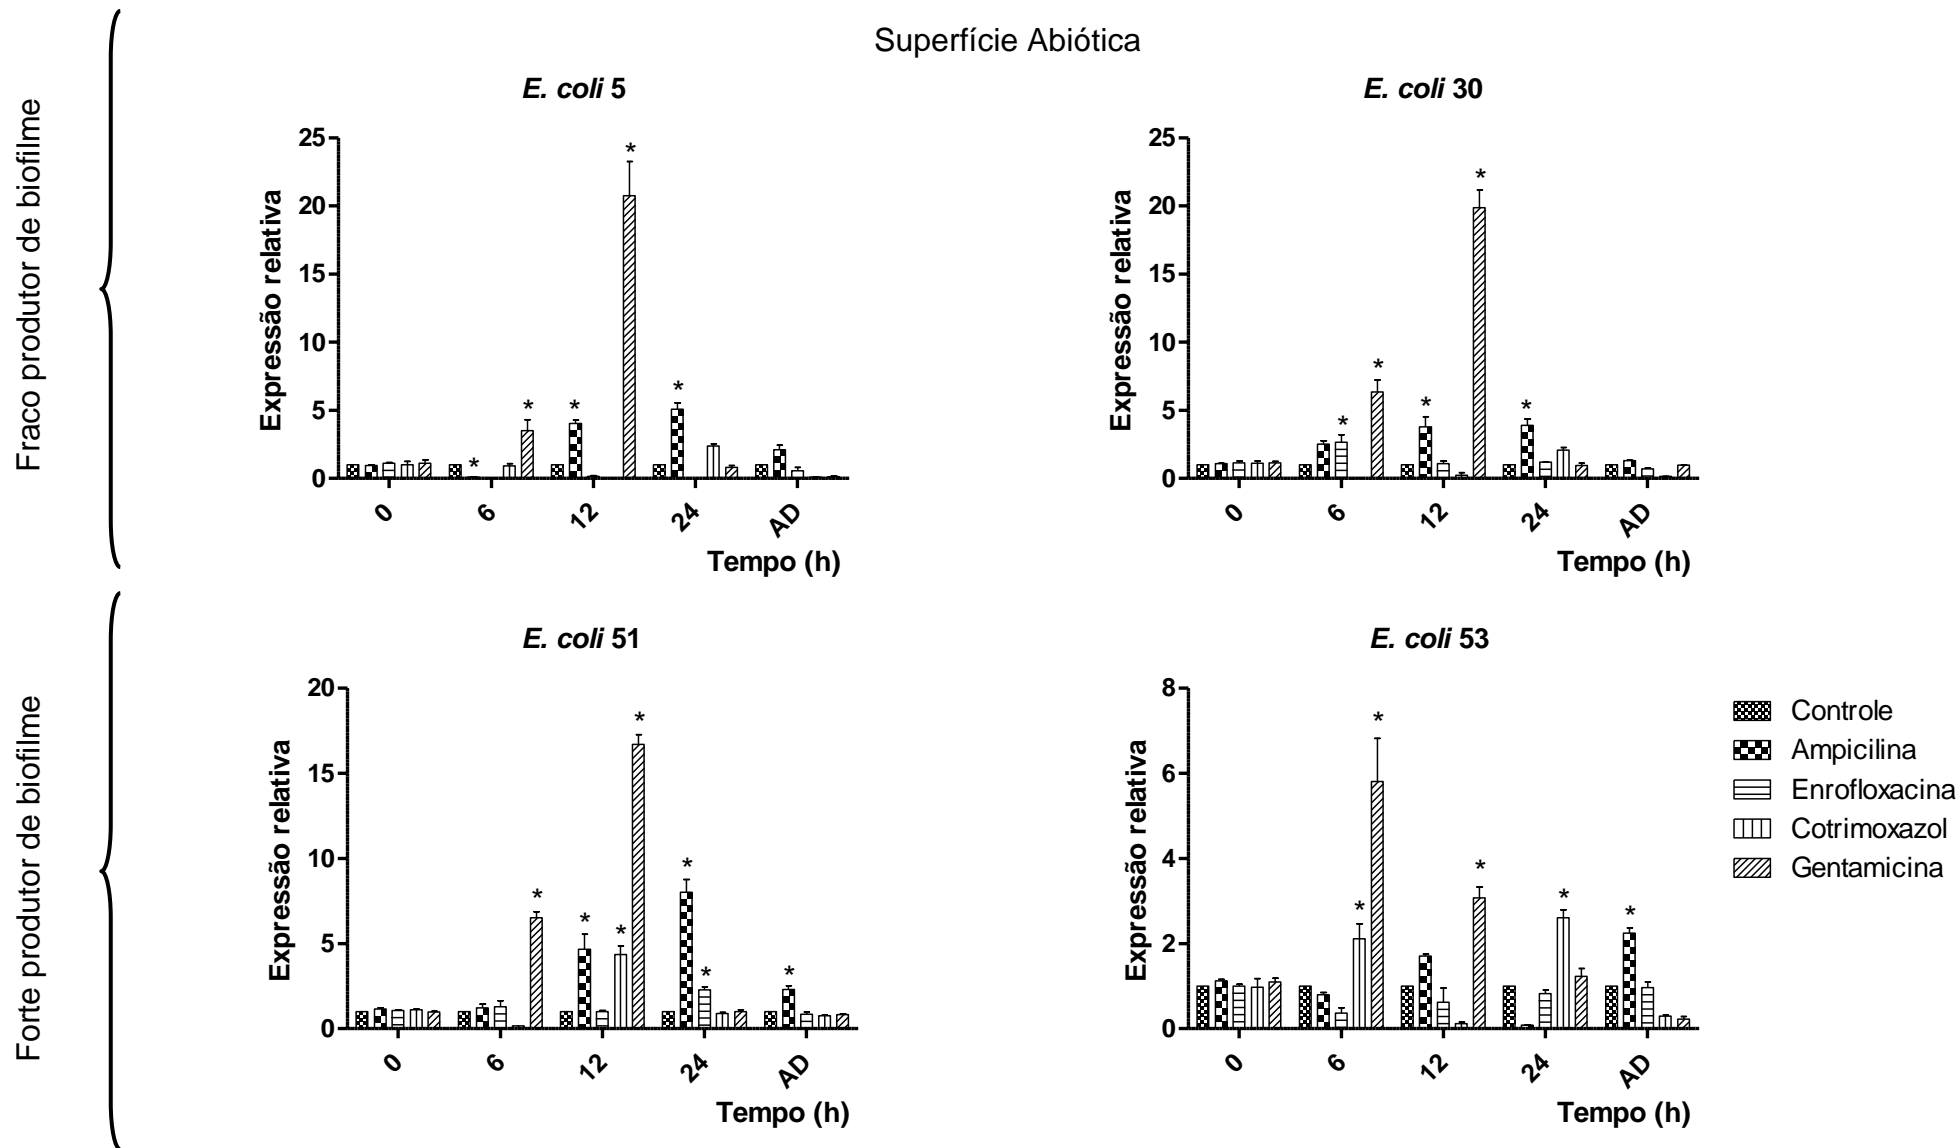 Superfície Abiótica
Fraco produtor de biofilme
E. coli 5
Expressão relativa
25
20
15
10
5
0
*
*
*
*
*
0
6
12
24
AD
Tempo (h)
E. coli 30
Expressão relativa
25
20
15
10
5
0
*
*
*
*
*
0
6
12
24
AD
Tempo (h)
Forte produtor de biofilme
E. coli 51
Expressão relativa
20
15
10
5
0
*
*
*
*
*
*
*
0
6
12
24
AD
Tempo (h)
E. coli 53
Expressão relativa
8
6
4
2
0
*
*
*
*
*
0
6
12
24
AD
Tempo (h)
Controle
Ampicilina
Enrofloxacina
Cotrimoxazol
Gentamicina